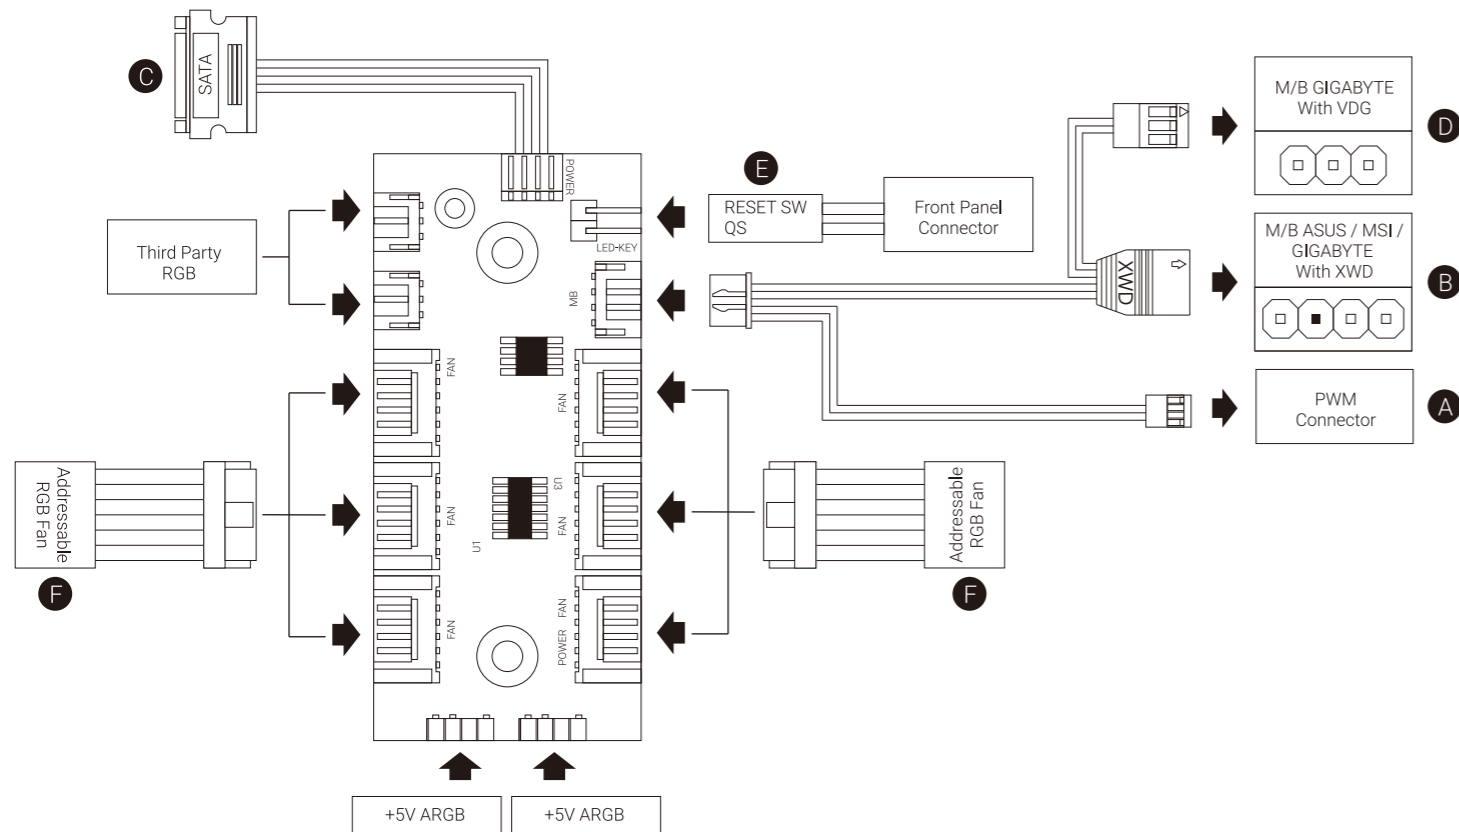 C
SATA
POWER
LED-KEY
Third Party
RGB
E
RESET SW
QS
Front Panel
Connector
M/B GIGABYTE
With VDG
D
M/B ASUS / MSI /
GIGABYTE
With XWD
B
XWD
MB
PWM
Connector
A
FAN
FAN
Addressable
RGB Fan
F
FAN
U1
U3
FAN
Addressable
RGB Fan
F
FAN
FAN
POWER
+5V ARGB
+5V ARGB